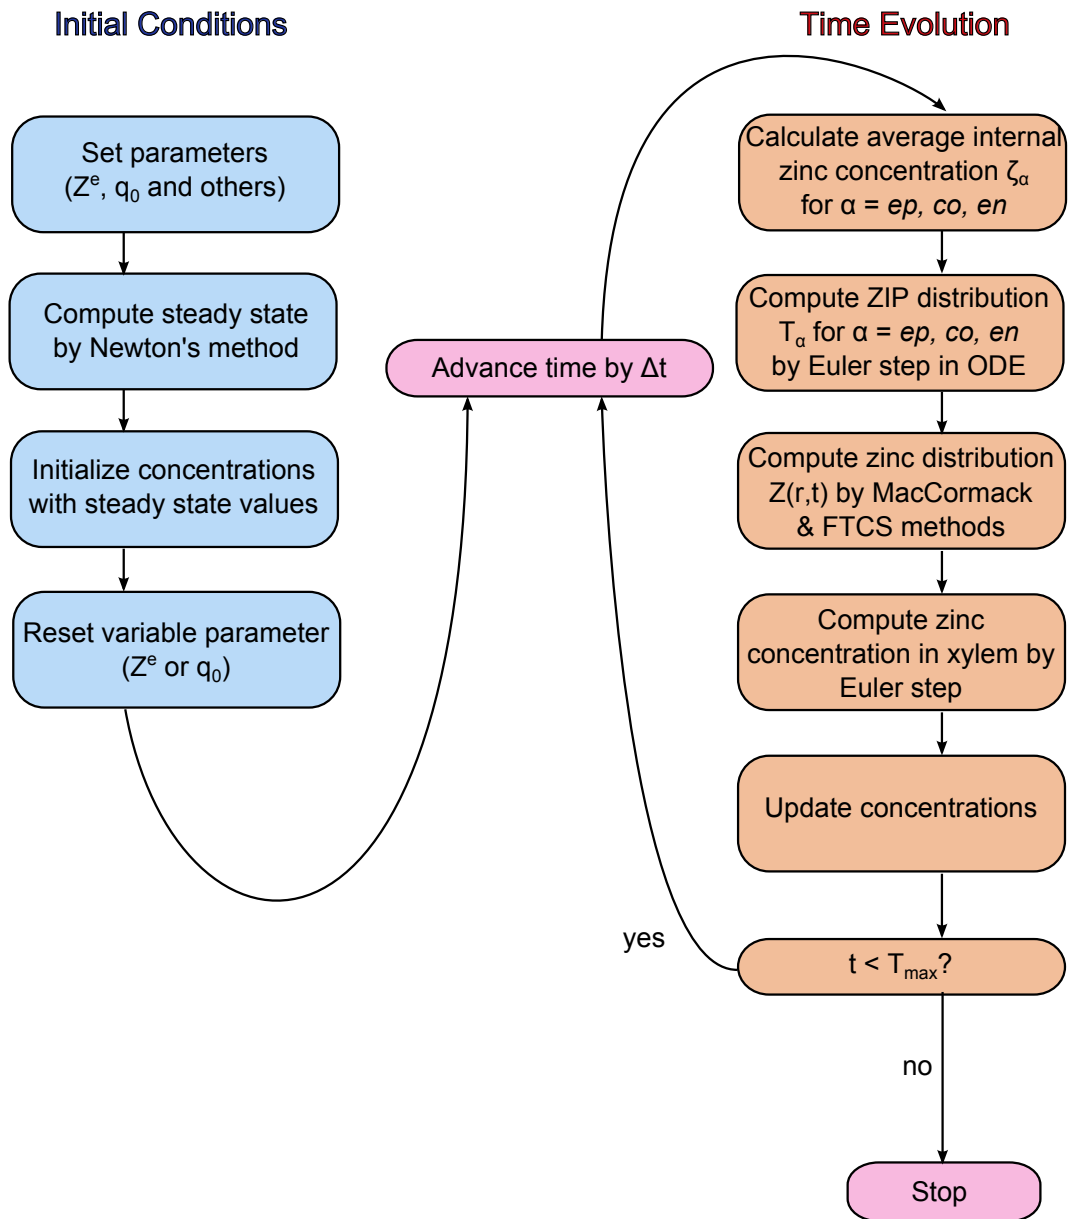 Initial Conditions
Set parameters
(Zᵉ, q₀ and others)
Compute steady state
by Newton's method
Initialize concentrations
with steady state values
Reset variable parameter
(Zᵉ or q₀)
Advance time by Δt
Time Evolution
Calculate average internal
zinc concentration ζ_α
for α = ep, co, en
Compute ZIP distribution
T_α for α = ep, co, en
by Euler step in ODE
Compute zinc distribution
Z(r,t) by MacCormack
& FTCS methods
Compute zinc
concentration in xylem by
Euler step
Update concentrations
t < T_max?
yes
no
Stop